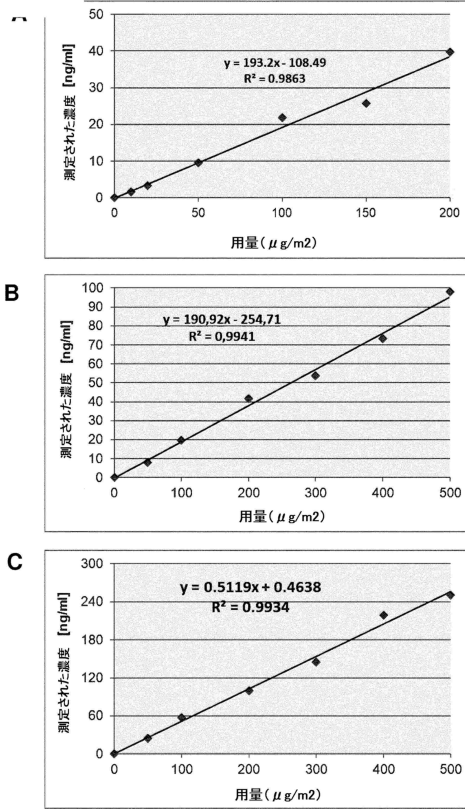 50
40
30
20
10
0
測定された濃度 [ng/ml]
y = 193.2x - 108.49
R² = 0.9863
0 50 100 150 200
用量(μg/m2)
B
100
90
80
70
60
50
40
30
20
10
0
測定された濃度 [ng/ml]
y = 190,92x - 254,71
R² = 0,9941
0 100 200 300 400 500
用量(μg/m2)
C
300
240
180
120
60
0
測定された濃度 [ng/ml]
y = 0.5119x + 0.4638
R² = 0.9934
0 100 200 300 400 500
用量(μg/m2)